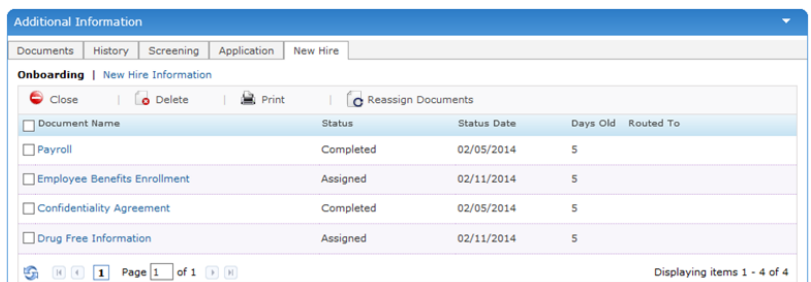 Additional Information
Documents History Screening Application New Hire
Onboarding | New Hire Information
Close | Delete | Print | Reassign Documents
Document Name Status Status Date Days Old Routed To
Payroll Completed 02/05/2014 5
Employee Benefits Enrollment Assigned 02/11/2014 5
Confidentiality Agreement Completed 02/05/2014 5
Drug Free Information Assigned 02/11/2014 5
1 Page 1 of 1 Displaying items 1 - 4 of 4